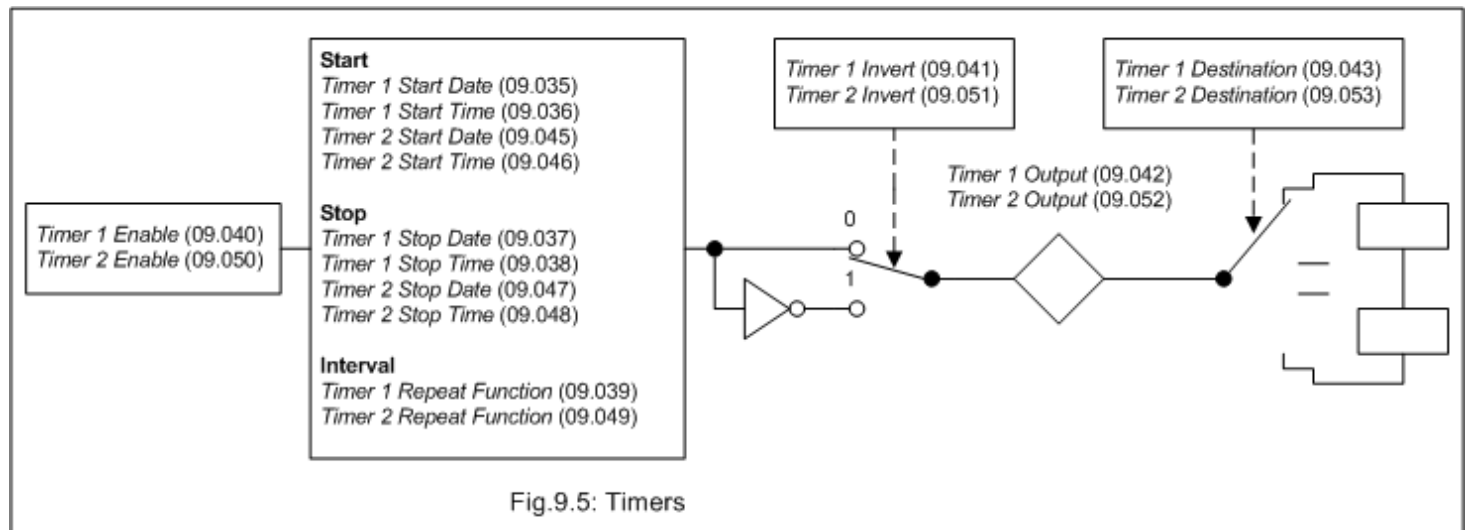 Timer 1 Enable (09.040)
Timer 2 Enable (09.050)
Start
Timer 1 Start Date (09.035)
Timer 1 Start Time (09.036)
Timer 2 Start Date (09.045)
Timer 2 Start Time (09.046)
Stop
Timer 1 Stop Date (09.037)
Timer 1 Stop Time (09.038)
Timer 2 Stop Date (09.047)
Timer 2 Stop Time (09.048)
Interval
Timer 1 Repeat Function (09.039)
Timer 2 Repeat Function (09.049)
0
1
Timer 1 Invert (09.041)
Timer 2 Invert (09.051)
Timer 1 Output (09.042)
Timer 2 Output (09.052)
Timer 1 Destination (09.043)
Timer 2 Destination (09.053)
Fig.9.5: Timers